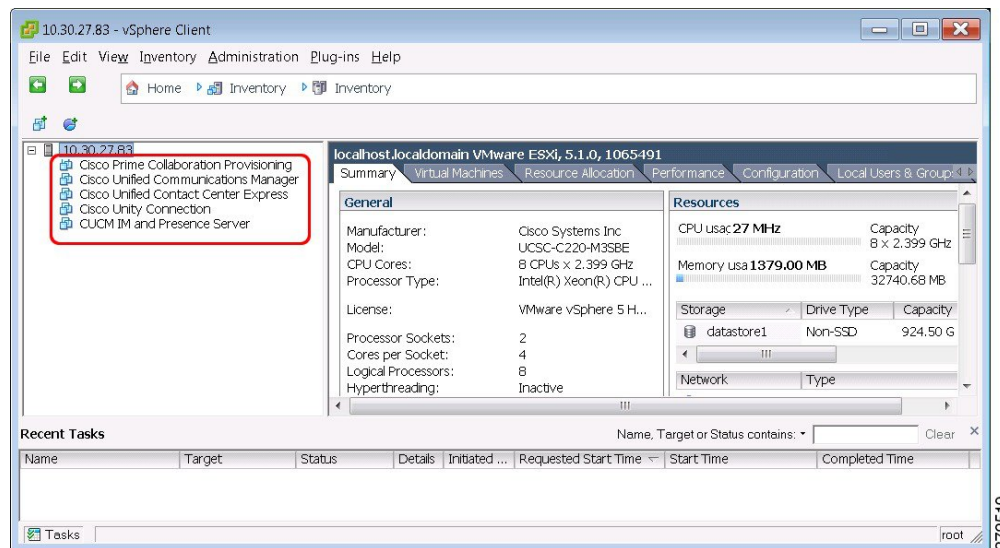 10.30.27.83 - vSphere Client
File Edit View Inventory Administration Plug-ins Help
Home Inventory Inventory
10.30.27.83
Cisco Prime Collaboration Provisioning
Cisco Unified Communications Manager
Cisco Unified Contact Center Express
Cisco Unity Connection
CUCM IM and Presence Server
localhost.localdomain VMware ESXi, 5.1.0, 1065491
Summary Virtual Machines Resource Allocation Performance Configuration Local Users & Groups
General
Manufacturer: Cisco Systems Inc
Model: UCSC-C220-M3SBE
CPU Cores: 8 CPUs x 2.399 GHz
Processor Type: Intel(R) Xeon(R) CPU ...
License: VMware vSphere 5 H...
Processor Sockets: 2
Cores per Socket: 4
Logical Processors: 8
Hyperthreading: Inactive
Resources
CPU usag 27 MHz Capacity
8 x 2.399 GHz
Memory usa 1379.00 MB Capacity
32740.68 MB
Storage Drive Type Capacity
datastore1 Non-SSD 924.50 G
Network Type
Recent Tasks
Name, Target or Status contains: Clear
Name Target Status Details Initiated ... Requested Start Time Start Time Completed Time
Tasks root